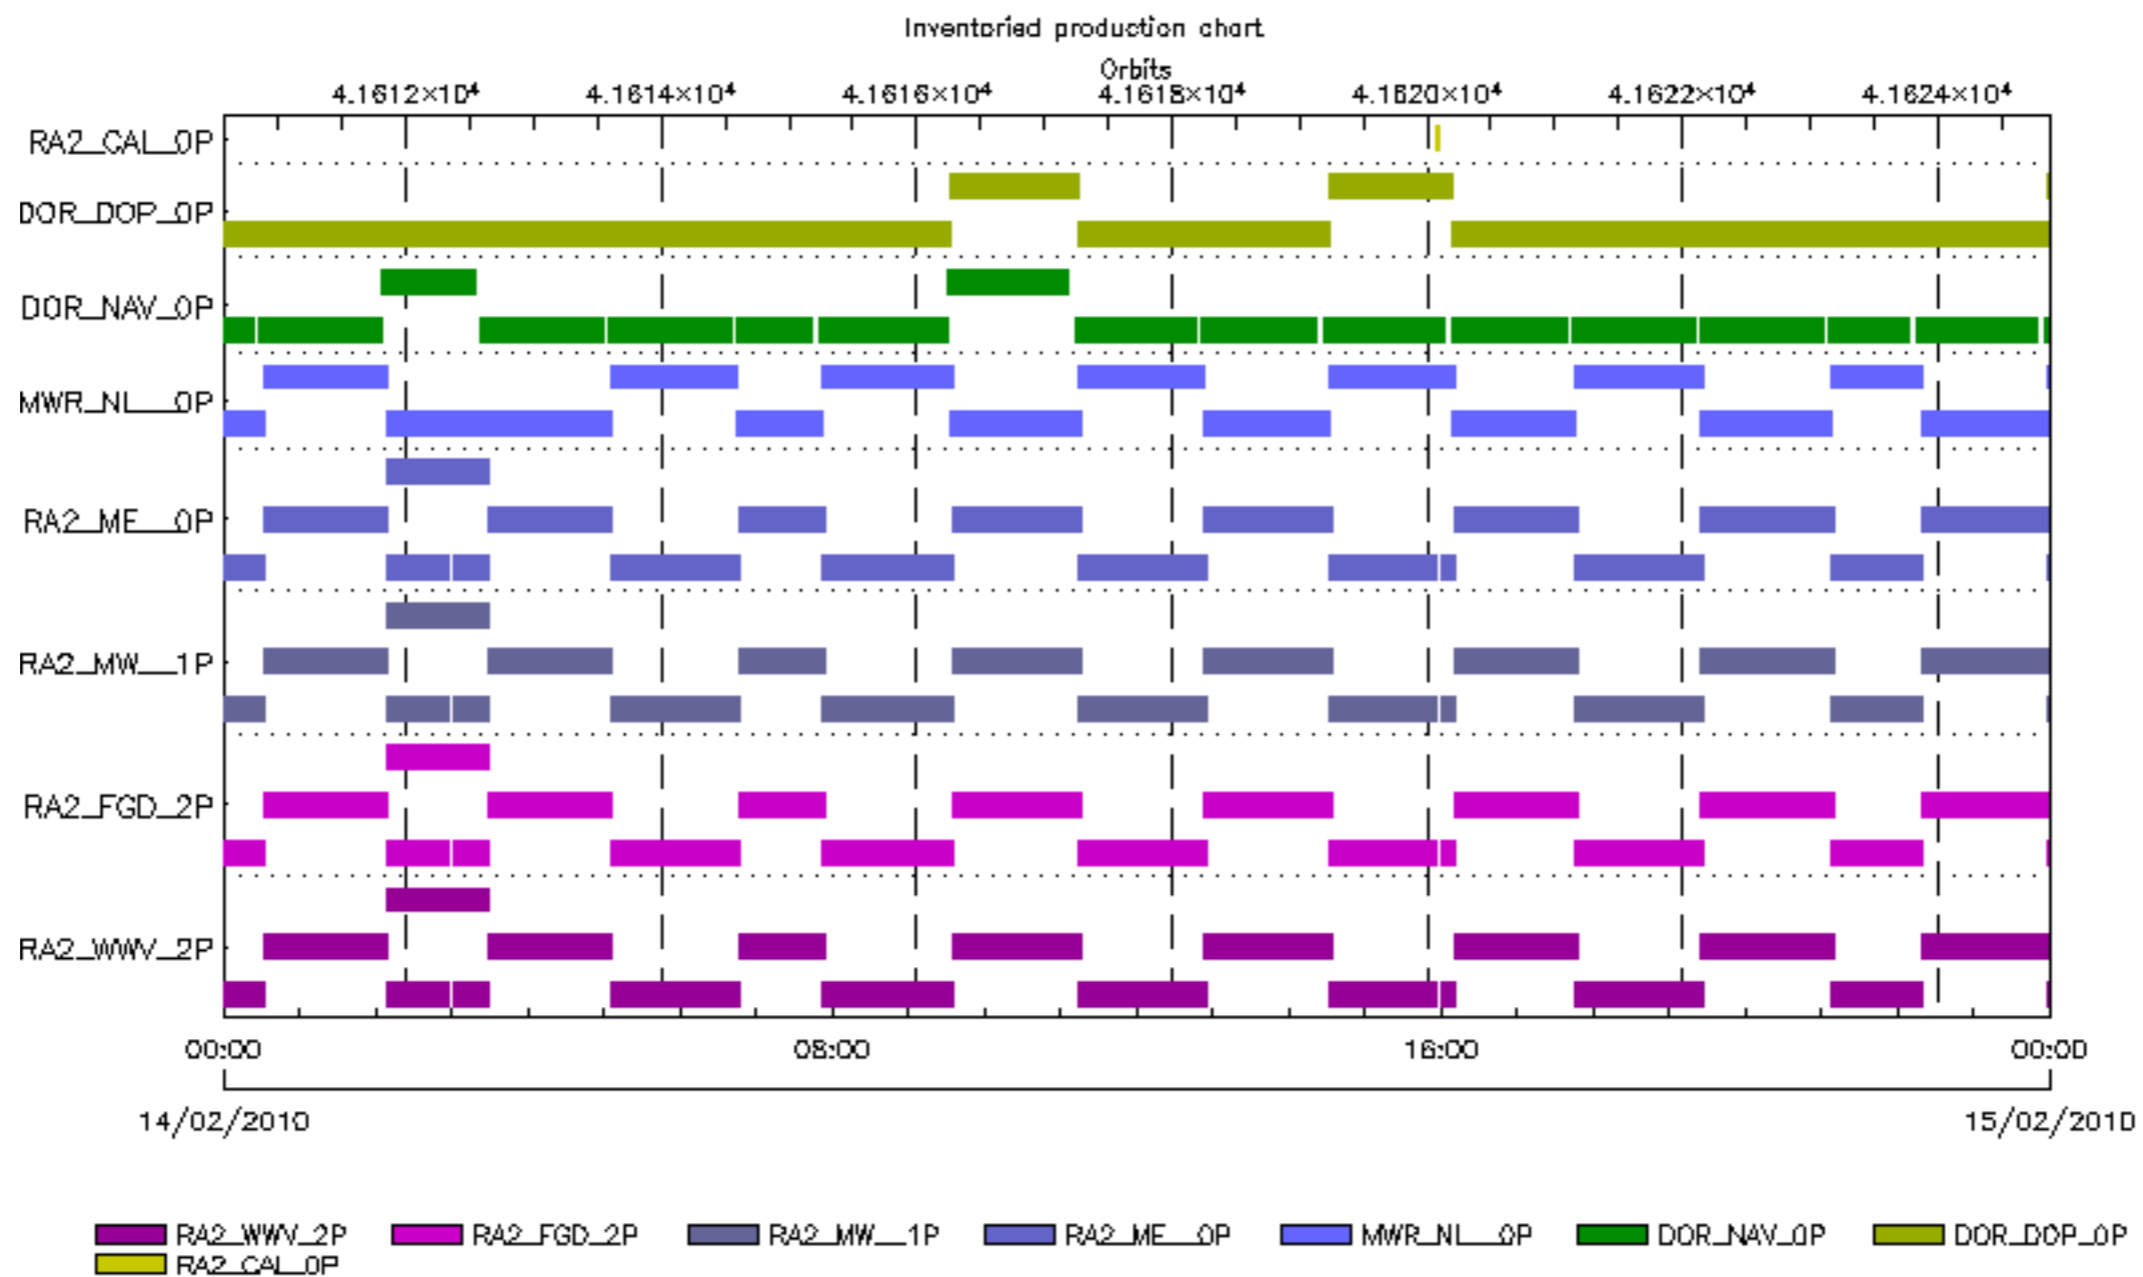 Inventoried production chart
Orbits
4.1612×10⁴ 4.1614×10⁴ 4.1616×10⁴ 4.1618×10⁴ 4.1620×10⁴ 4.1622×10⁴ 4.1624×10⁴
RA2_CAL_0P
DOR_DOP_0P
DOR_NAV_0P
MWR_NL__0P
RA2_ME__0P
RA2_MW__1P
RA2_FGD_2P
RA2_WWV_2P
00:00 08:00 16:00 00:00
14/02/2010 15/02/2010
RA2_WWV_2P RA2_FGD_2P RA2_MW__1P RA2_ME__0P MWR_NL__0P DOR_NAV_0P DOR_DOP_0P
RA2_CAL_0P